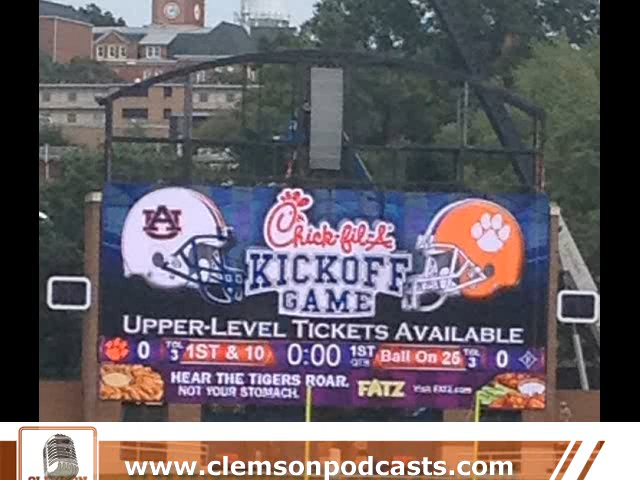 AU
Chick-fil-A
KICKOFF
GAME
UPPER-LEVEL TICKETS AVAILABLE
0 TOL 3 1ST & 10 0:00 1ST QTR Ball On 25 TOL 3 0
HEAR THE TIGERS ROAR.
NOT YOUR STOMACH.
FATZ
Visit FATZ.com
CLEMSON
www.clemsonpodcasts.com